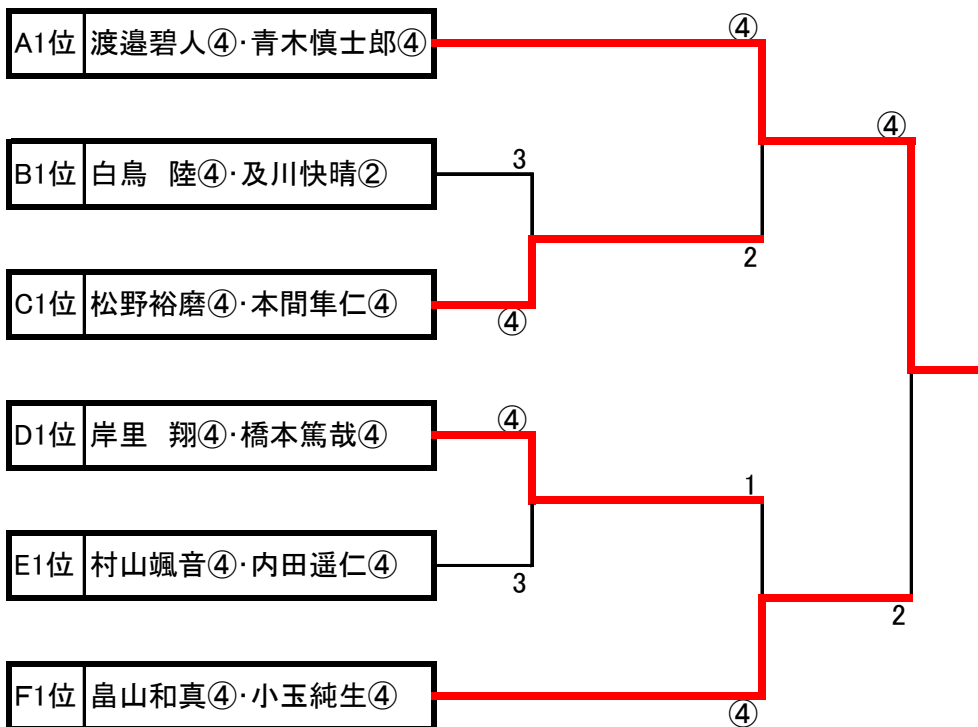 ④
A1位 渡邉碧人④・青木慎士郎④
④
B1位 白鳥　陸④・及川快晴②
3
2
C1位 松野裕磨④・本間隼仁④
④
D1位 岸里　翔④・橋本篤哉④
④
1
E1位 村山颯音④・内田遥仁④
3
2
F1位 畠山和真④・小玉純生④
④